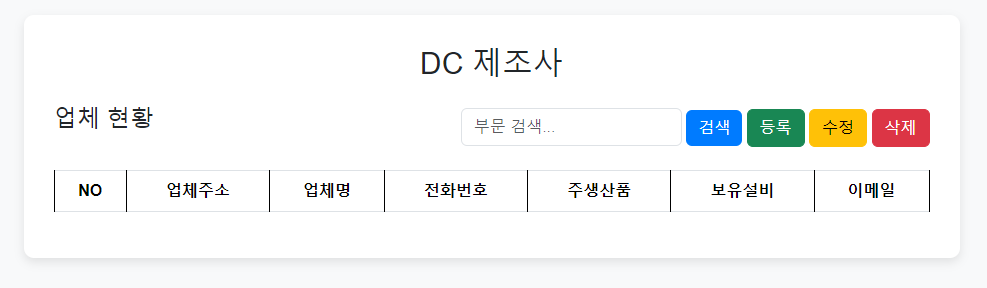 DC 제조사
업체 현황
부문 검색... 검색 등록 수정 삭제
NO 업체주소 업체명 전화번호 주생산품 보유설비 이메일